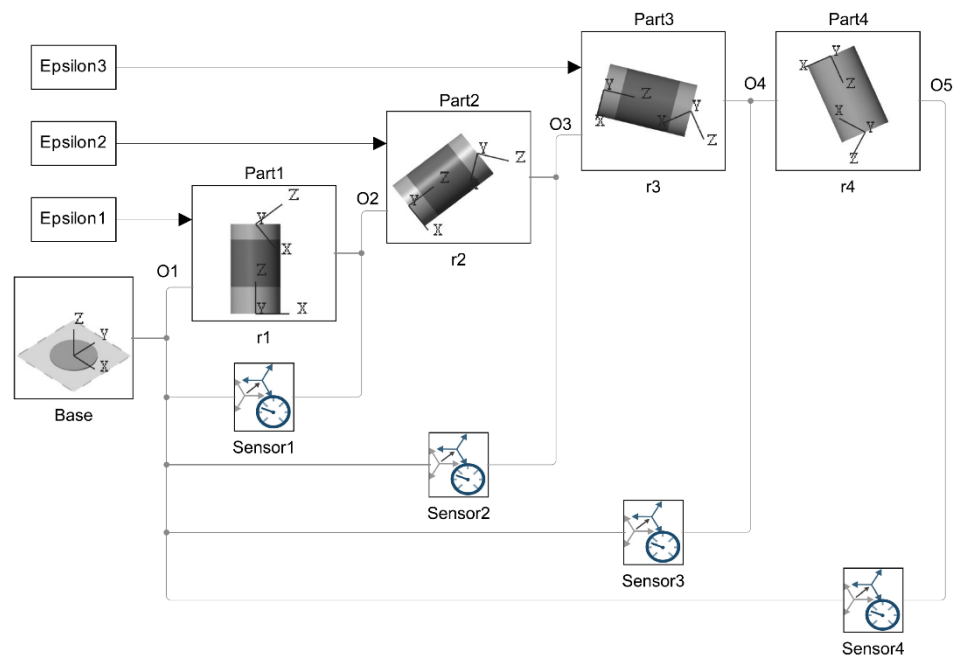 Part3
Part4
Epsilon3
X
Y
Z
Y
Z
X
X
Y
Z
X
Y
Z
O4
O5
Part2
Epsilon2
O3
r3
r4
Y
Z
X
Z
X
Part1
Epsilon1
O2
Z
Y
X
Z
Y
X
r2
O1
r1
Z
Y
X
Base
Sensor1
Sensor2
Sensor3
Sensor4